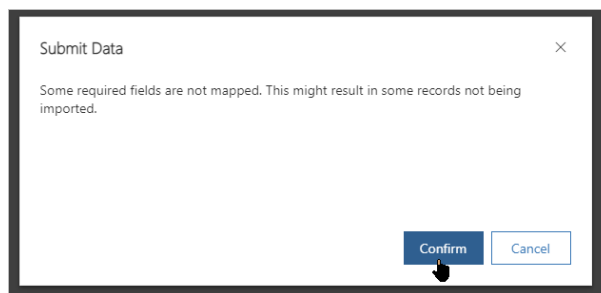 Submit Data
Some required fields are not mapped. This might result in some records not being
imported.
Confirm
Cancel